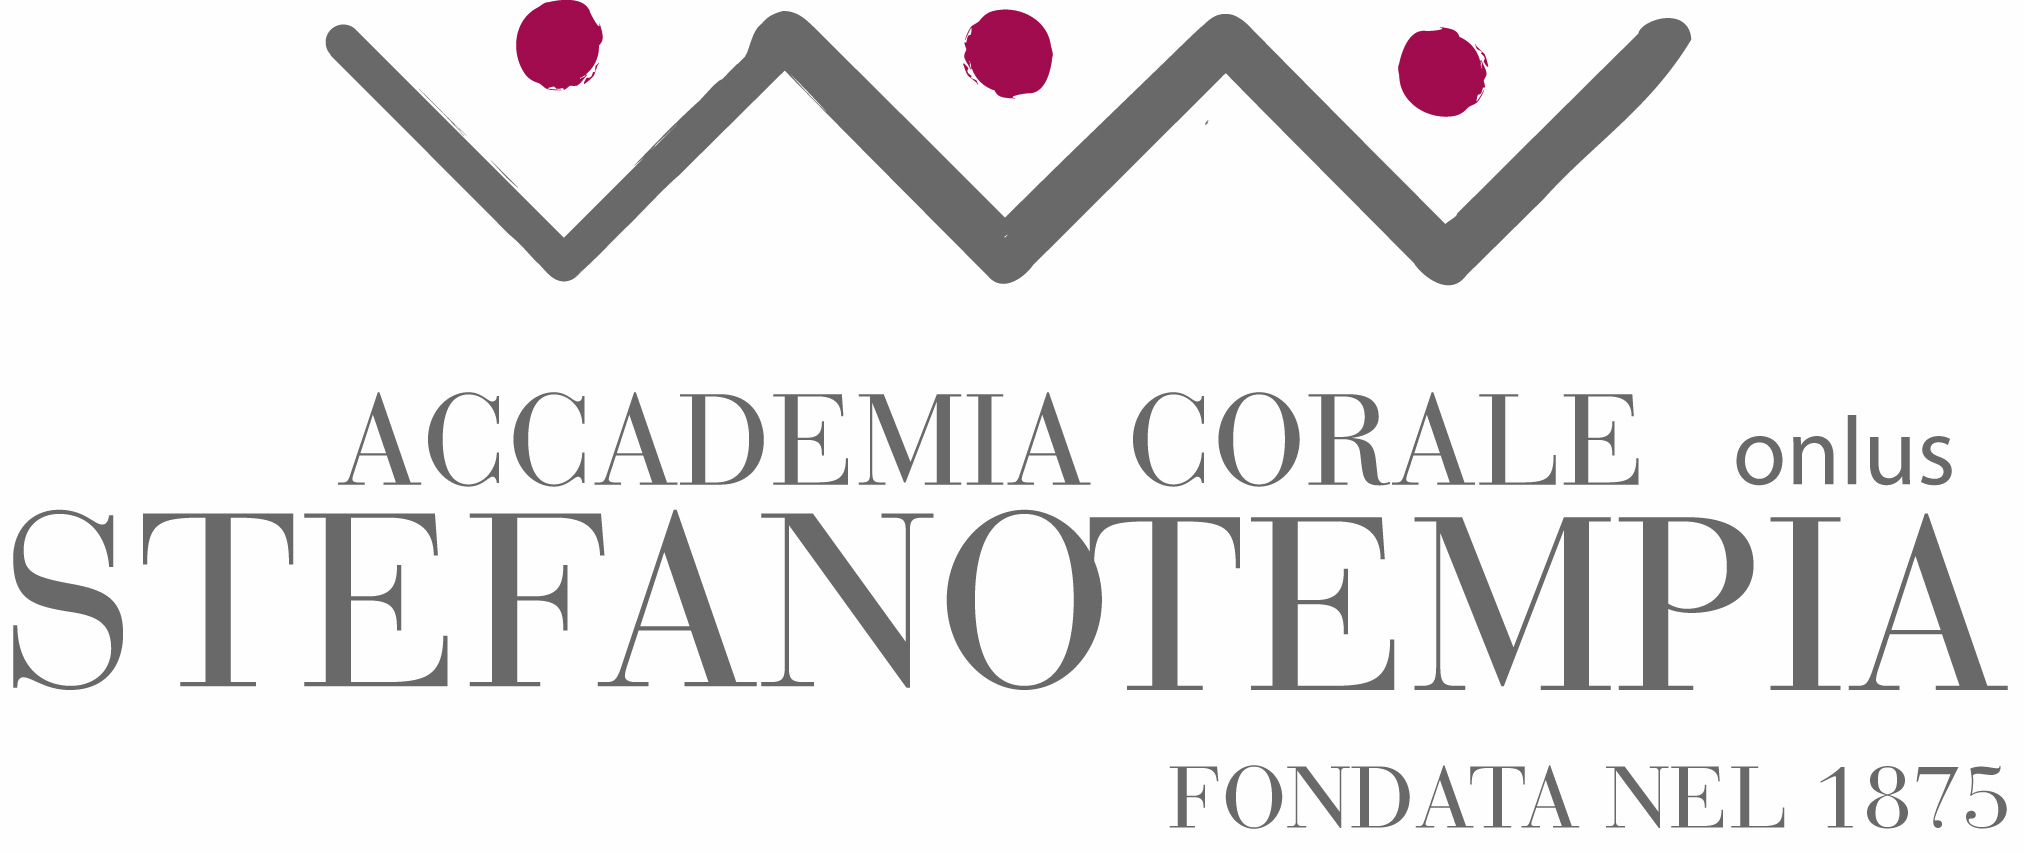 ACCADEMIA CORALE onlus
STEFANOTEMPIA
FONDATA NEL 1875